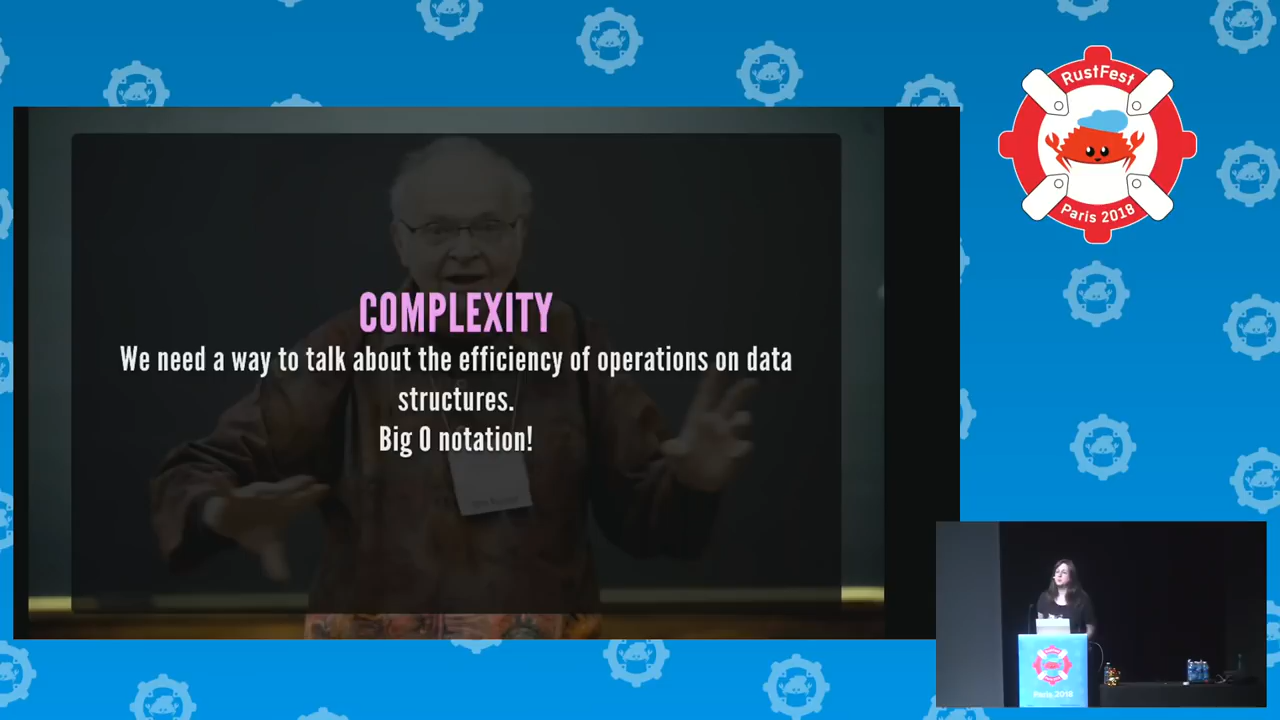 COMPLEXITY
We need a way to talk about the efficiency of operations on data
structures.
Big O notation!
RustFest
Paris 2018
RustFest
Paris 2018